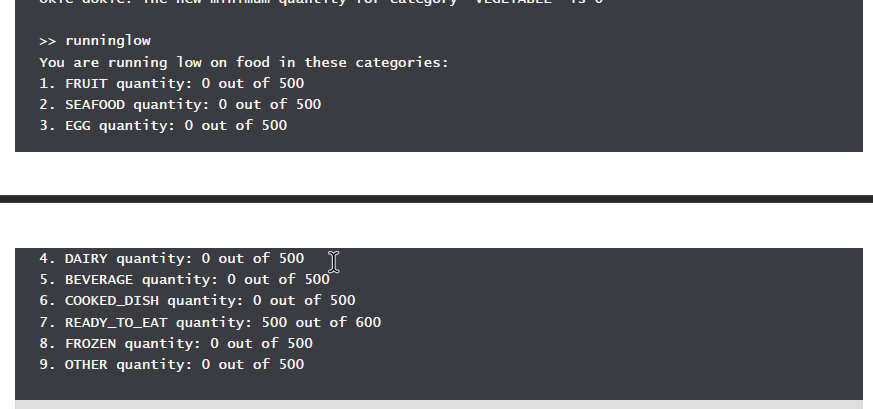 Okie dokie! The new minimum quantity for category "VEGETABLE" is 0
>> runninglow
You are running low on food in these categories:
1. FRUIT quantity: 0 out of 500
2. SEAFOOD quantity: 0 out of 500
3. EGG quantity: 0 out of 500
4. DAIRY quantity: 0 out of 500
5. BEVERAGE quantity: 0 out of 500
6. COOKED_DISH quantity: 0 out of 500
7. READY_TO_EAT quantity: 500 out of 600
8. FROZEN quantity: 0 out of 500
9. OTHER quantity: 0 out of 500